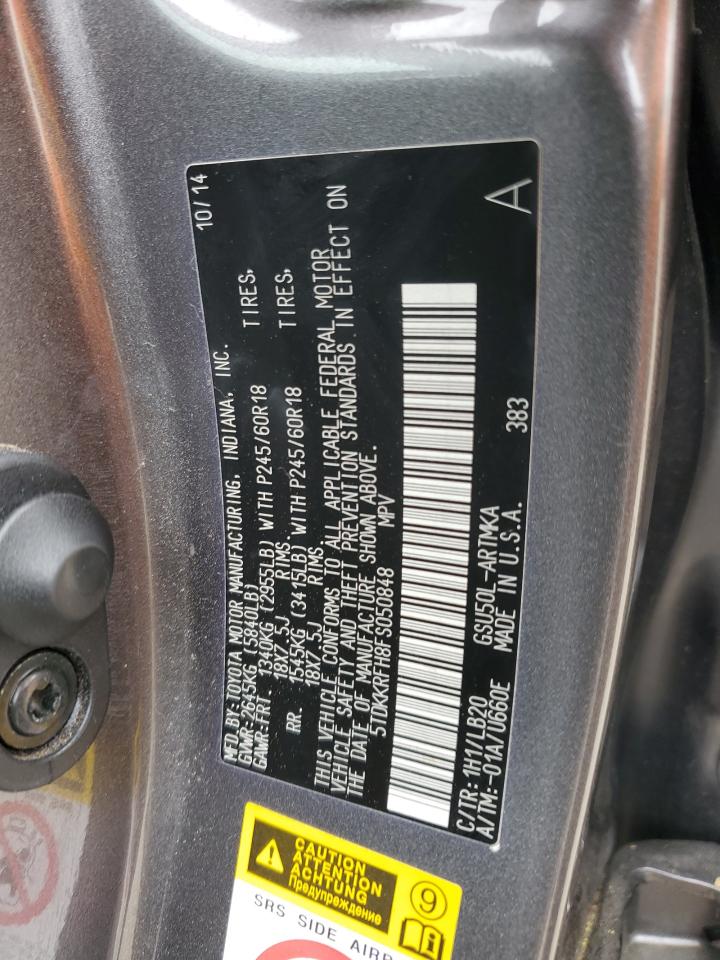 MFD. BY: TOYOTA MOTOR MANUFACTURING, INDIANA, INC. 10/14
GVWR-2645KG (5840LB)
GAWR-FRT. 1340KG (2955LB) WITH P245/60R18 TIRES,
18X7.5J RIMS.
RR. 1545KG (3415LB) WITH P245/60R18 TIRES,
18X7.5J RIMS.
THIS VEHICLE CONFORMS TO ALL APPLICABLE FEDERAL MOTOR
VEHICLE SAFETY AND THEFT PREVENTION STANDARDS IN EFFECT ON
THE DATE OF MANUFACTURE SHOWN ABOVE.
5TDKKRFH8FS050848 MPV
C/TR: 1H1/LB20 GSU50L-ARTMKA 383 A
A/TM:-01A/U660E MADE IN U.S.A.
CAUTION
ATTENTION
ACHTUNG
Предупреждение
9
SRS SIDE AIRB